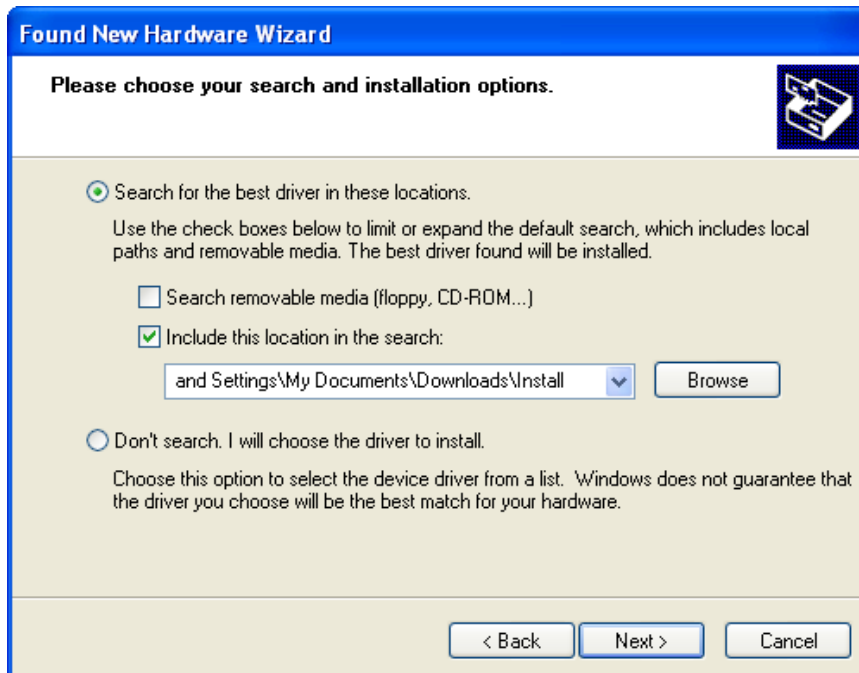 Found New Hardware Wizard
Please choose your search and installation options.
Search for the best driver in these locations.
Use the check boxes below to limit or expand the default search, which includes local
paths and removable media. The best driver found will be installed.
Search removable media (floppy, CD-ROM...)
Include this location in the search:
and Settings\My Documents\Downloads\Install
Browse
Don't search. I will choose the driver to install.
Choose this option to select the device driver from a list. Windows does not guarantee that
the driver you choose will be the best match for your hardware.
< Back
Next >
Cancel